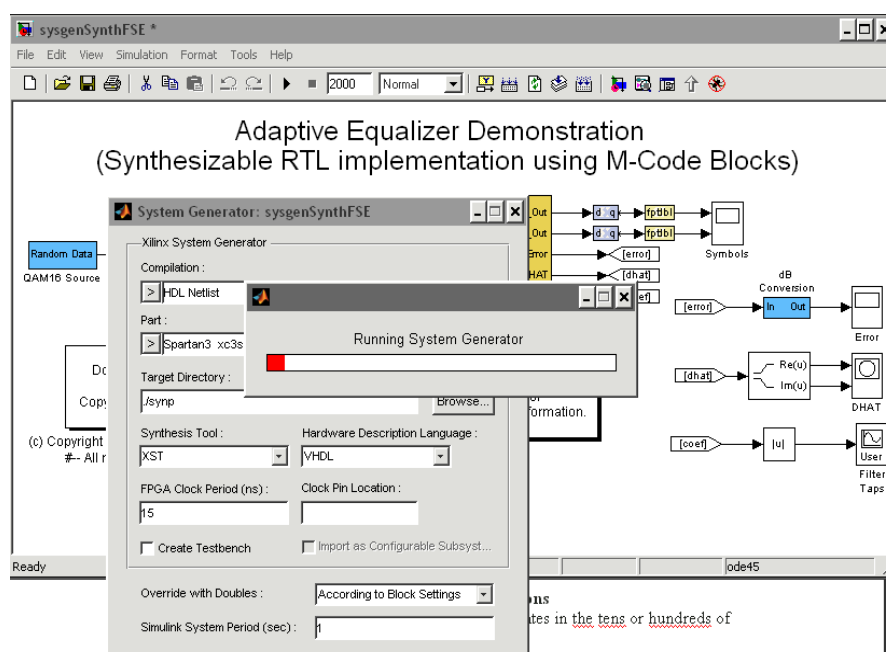 sysgenSynthFSE *
File Edit View Simulation Format Tools Help
2000 Normal
Adaptive Equalizer Demonstration
(Synthesizable RTL implementation using M-Code Blocks)
System Generator: sysgenSynthFSE
Xilinx System Generator
Compilation :
HDL Netlist
Part :
Spartan3 xc3s
Target Directory :
./synp
Browse...
Synthesis Tool :
Hardware Description Language :
XST
VHDL
FPGA Clock Period (ns) :
Clock Pin Location :
15
Create Testbench
Import as Configurable Subsyst...
Override with Doubles :
According to Block Settings
Simulink System Period (sec) :
1
Running System Generator
Random Data
QAM16 Source
(c) Copyright
#-- All r
_Out
_Out
Error
HAT
d q
fptdbl
d q
fptdbl
[error]
[dhat]
ef]
Symbols
dB
Conversion
[error]
In Out
Error
[dhat]
Re(u)
Im(u)
DHAT
[coef]
|u|
User
Filter
Taps
formation.
Ready
ode45
ns
tes in the tens or hundreds of